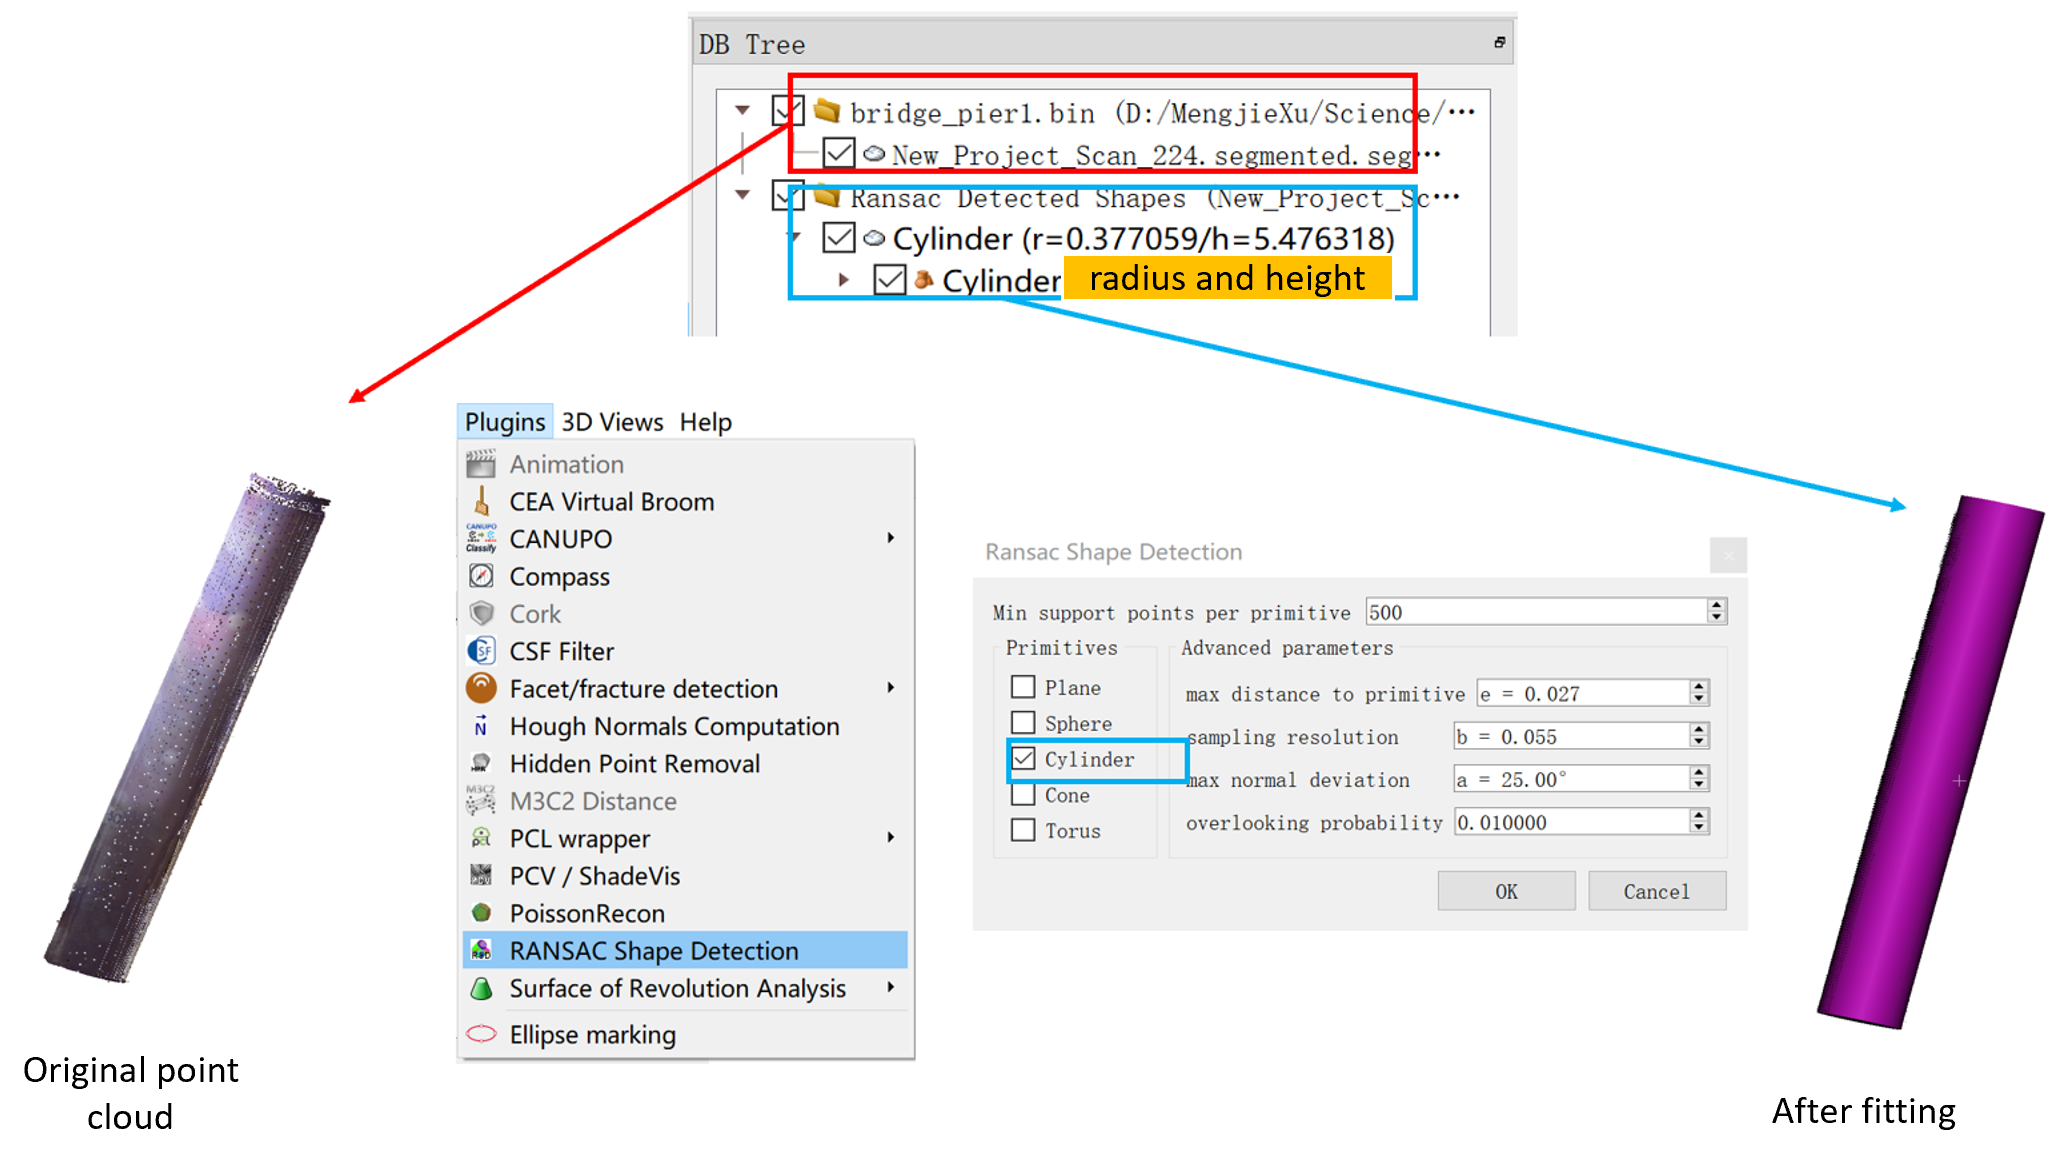 DB Tree
bridge_pier1.bin (D:/MengjieXu/Science/···
New_Project_Scan_224.segmented.seg···
Ransac Detected Shapes (New_Project_Sc···
Cylinder (r=0.377059/h=5.476318)
Cylinder
radius and height
Plugins 3D Views Help
Animation
CEA Virtual Broom
CANUPO
Compass
Cork
CSF Filter
Facet/fracture detection
Hough Normals Computation
Hidden Point Removal
M3C2 Distance
PCL wrapper
PCV / ShadeVis
PoissonRecon
RANSAC Shape Detection
Surface of Revolution Analysis
Ellipse marking
Ransac Shape Detection
Min support points per primitive 500
Primitives
Plane
Sphere
Cylinder
Cone
Torus
Advanced parameters
max distance to primitive e = 0.027
sampling resolution b = 0.055
max normal deviation a = 25.00°
overlooking probability 0.010000
OK Cancel
Original point
cloud
After fitting